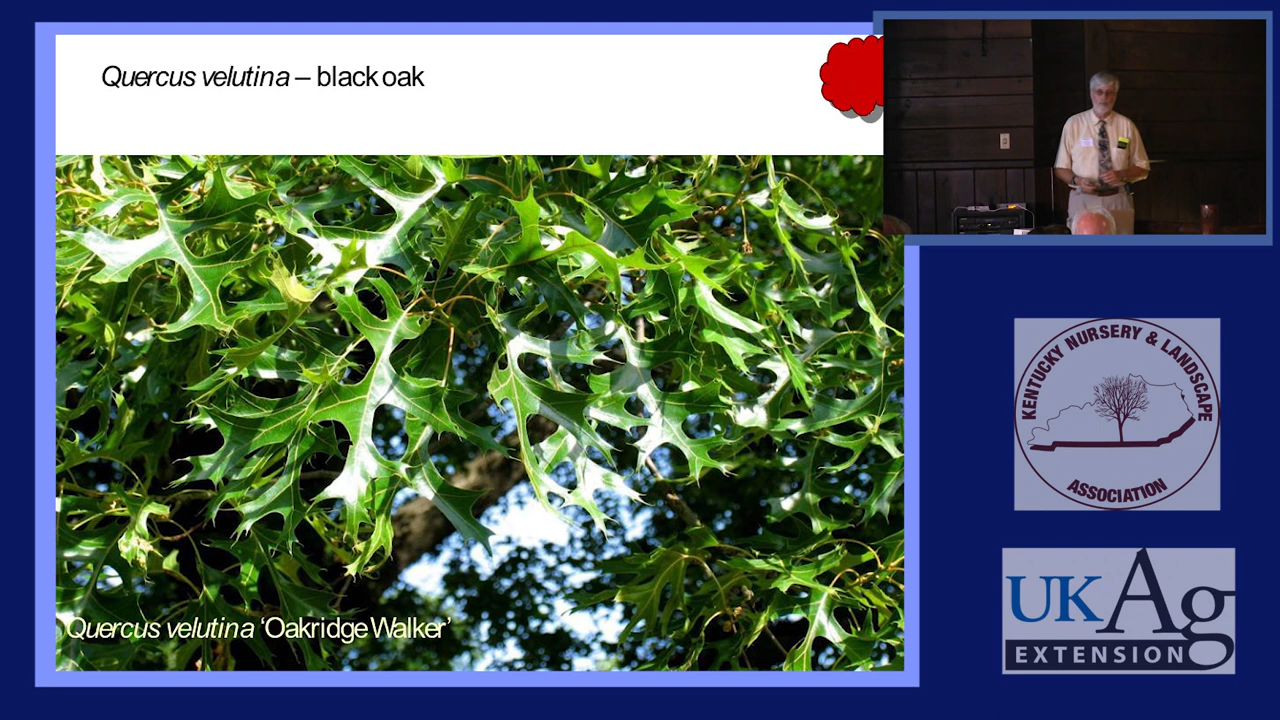 Quercus velutina – black oak
Quercus velutina ‘Oakridge Walker’
KENTUCKY NURSERY & LANDSCAPE
ASSOCIATION
UKAg
EXTENSION